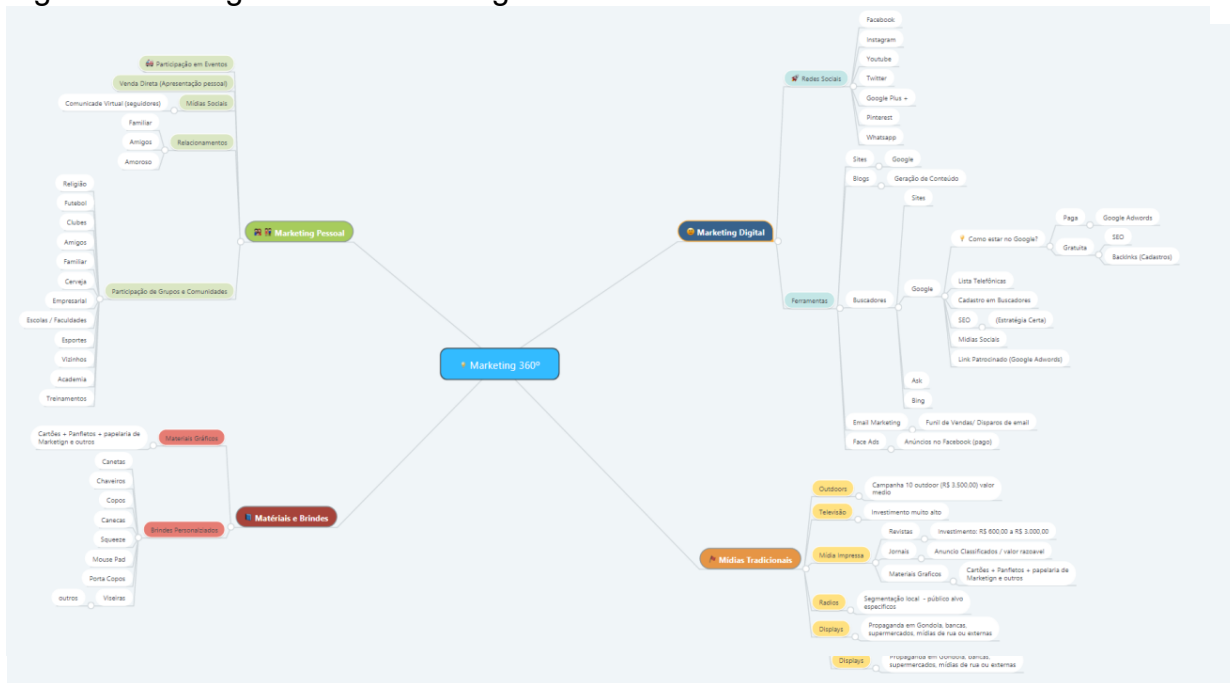 Participação em Eventos
Venda Direta (Apresentação pessoal)
Comunicade Virtual (seguidores)
Mídias Sociais
Familiar
Amigos
Amoroso
Relacionamentos
Religião
Futebol
Clubes
Amigos
Familiar
Cerveja
Empresarial
Escolas / Faculdades
Esportes
Vizinhos
Academia
Treinamentos
Participação de Grupos e Comunidades
Marketing Pessoal
Marketing 360º
Cartões + Panfletos + papelaria de
Marketign e outros
Materiais Gráficos
Canetas
Chaveiros
Copos
Canecas
Squeeze
Mouse Pad
Porta Copos
outros
Viseiras
Brindes Personalizados
Matériais e Brindes
Marketing Digital
Redes Sociais
Facebook
Instagram
Youtube
Twitter
Google Plus +
Pinterest
Whatsapp
Ferramentas
Sites
Google
Blogs
Geração de Conteúdo
Buscadores
Sites
Google
Como estar no Google?
Paga
Google Adwords
Gratuita
SEO
Backlinks (Cadastros)
Lista Telefônicas
Cadastro em Buscadores
SEO
(Estratégia Certa)
Mídias Sociais
Link Patrocinado (Google Adwords)
Ask
Bing
Email Marketing
Funil de Vendas/ Disparos de email
Face Ads
Anúncios no Facebook (pago)
Mídias Tradicionais
Outdoors
Campanha 10 outdoor (R$ 3.500,00) valor
medio
Televisão
Investimento muito alto
Mídia Impressa
Revistas
Investimento: R$ 600,00 a R$ 3.000,00
Jornais
Anuncio Classificados / valor razoavel
Materiais Graficos
Cartões + Panfletos + papelaria de
Marketign e outros
Radios
Segmentação local - público alvo
específicos
Displays
Propaganda em Gondola, bancas,
supermercados, mídias de rua ou externas
Displays
Propaganda em Gondola, bancas,
supermercados, mídias de rua ou externas